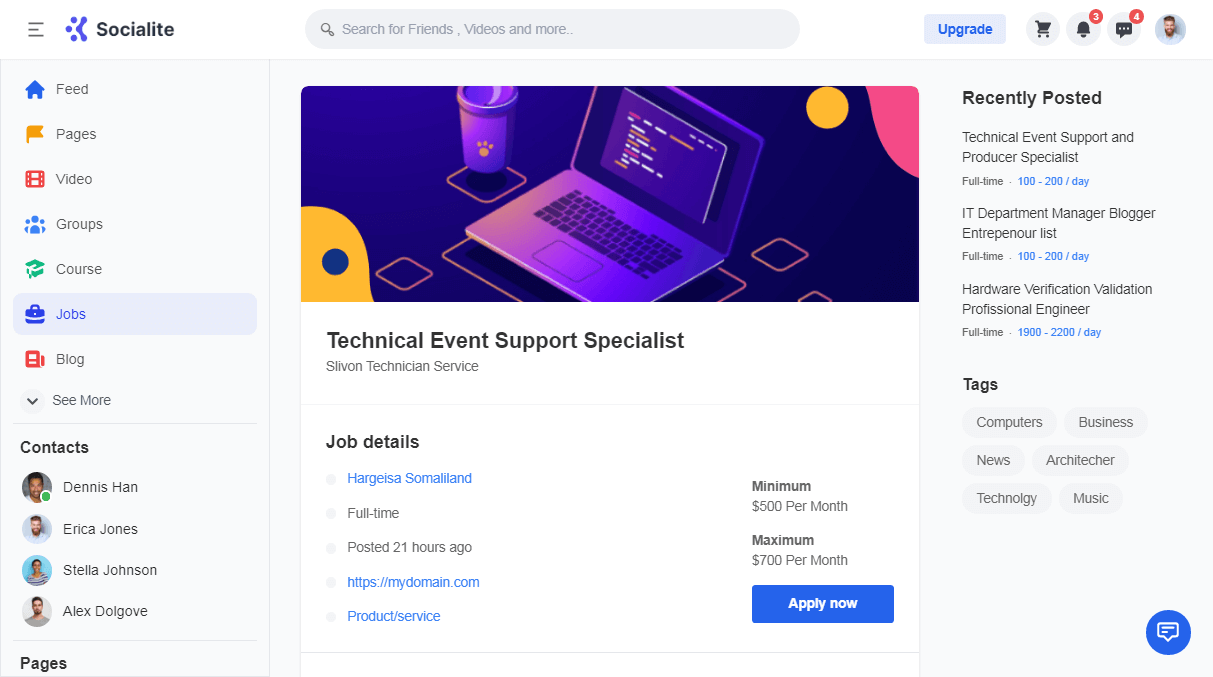 Socialite
Search for Friends , Videos and more..
Upgrade
3
4
Feed
Pages
Video
Groups
Course
Jobs
Blog
See More
Contacts
Dennis Han
Erica Jones
Stella Johnson
Alex Dolgove
Pages
Technical Event Support Specialist
Slivon Technician Service
Job details
Hargeisa Somaliland
Full-time
Posted 21 hours ago
https://mydomain.com
Product/service
Minimum
$500 Per Month
Maximum
$700 Per Month
Apply now
Recently Posted
Technical Event Support and
Producer Specialist
Full-time · 100 - 200 / day
IT Department Manager Blogger
Entrepenour list
Full-time · 100 - 200 / day
Hardware Verification Validation
Profissional Engineer
Full-time · 1900 - 2200 / day
Tags
Computers
Business
News
Architecher
Technolgy
Music